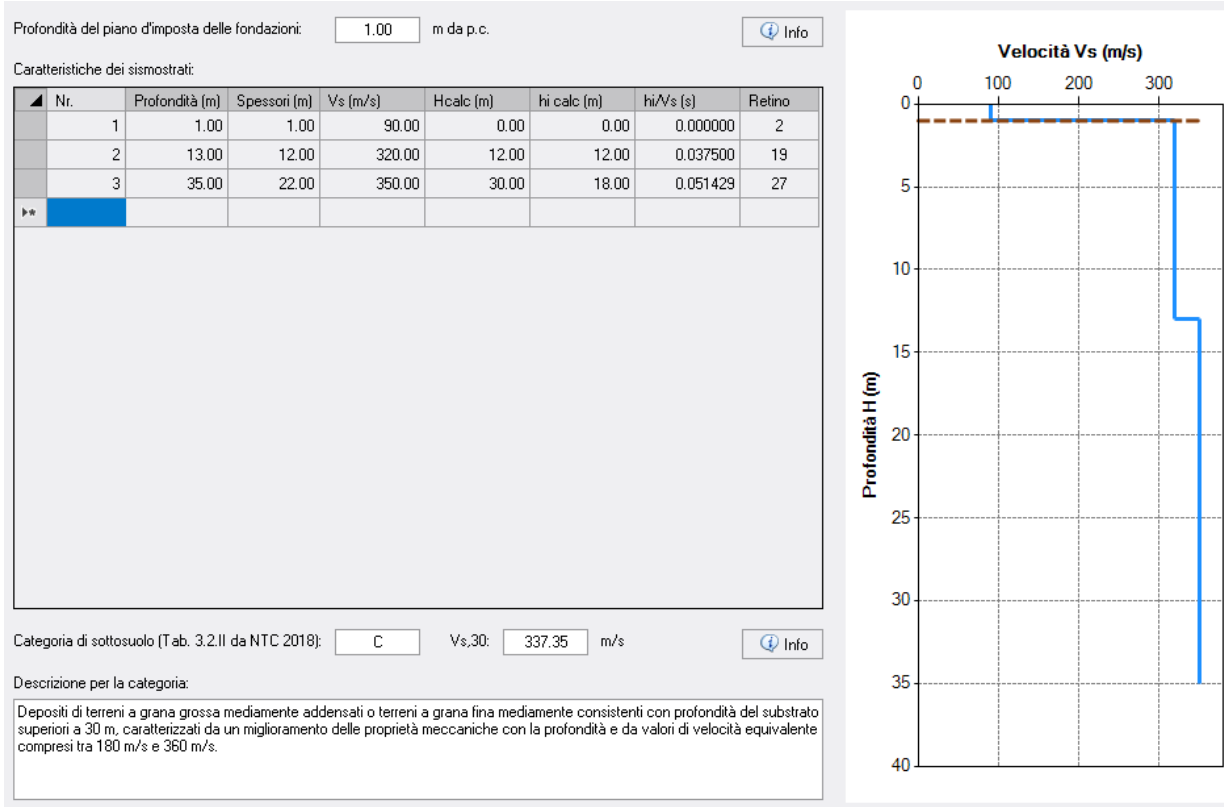 Profondità del piano d'imposta delle fondazioni: 1.00 m da p.c. Info
Caratteristiche dei sismostrati:
Nr. Profondità (m) Spessori (m) Vs (m/s) Hcalc (m) hi calc (m) hi/Vs (s) Retino
1 1.00 1.00 90.00 0.00 0.00 0.000000 2
2 13.00 12.00 320.00 12.00 12.00 0.037500 19
3 35.00 22.00 350.00 30.00 18.00 0.051429 27
Categoria di sottosuolo (Tab. 3.2.II da NTC 2018): C Vs,30: 337.35 m/s Info
Descrizione per la categoria:
Depositi di terreni a grana grossa mediamente addensati o terreni a grana fina mediamente consistenti con profondità del substrato
superiori a 30 m, caratterizzati da un miglioramento delle proprietà meccaniche con la profondità e da valori di velocità equivalente
compresi tra 180 m/s e 360 m/s.
Velocità Vs (m/s)
0 100 200 300
0
5
10
15
20
25
30
35
40
Profondità H (m)